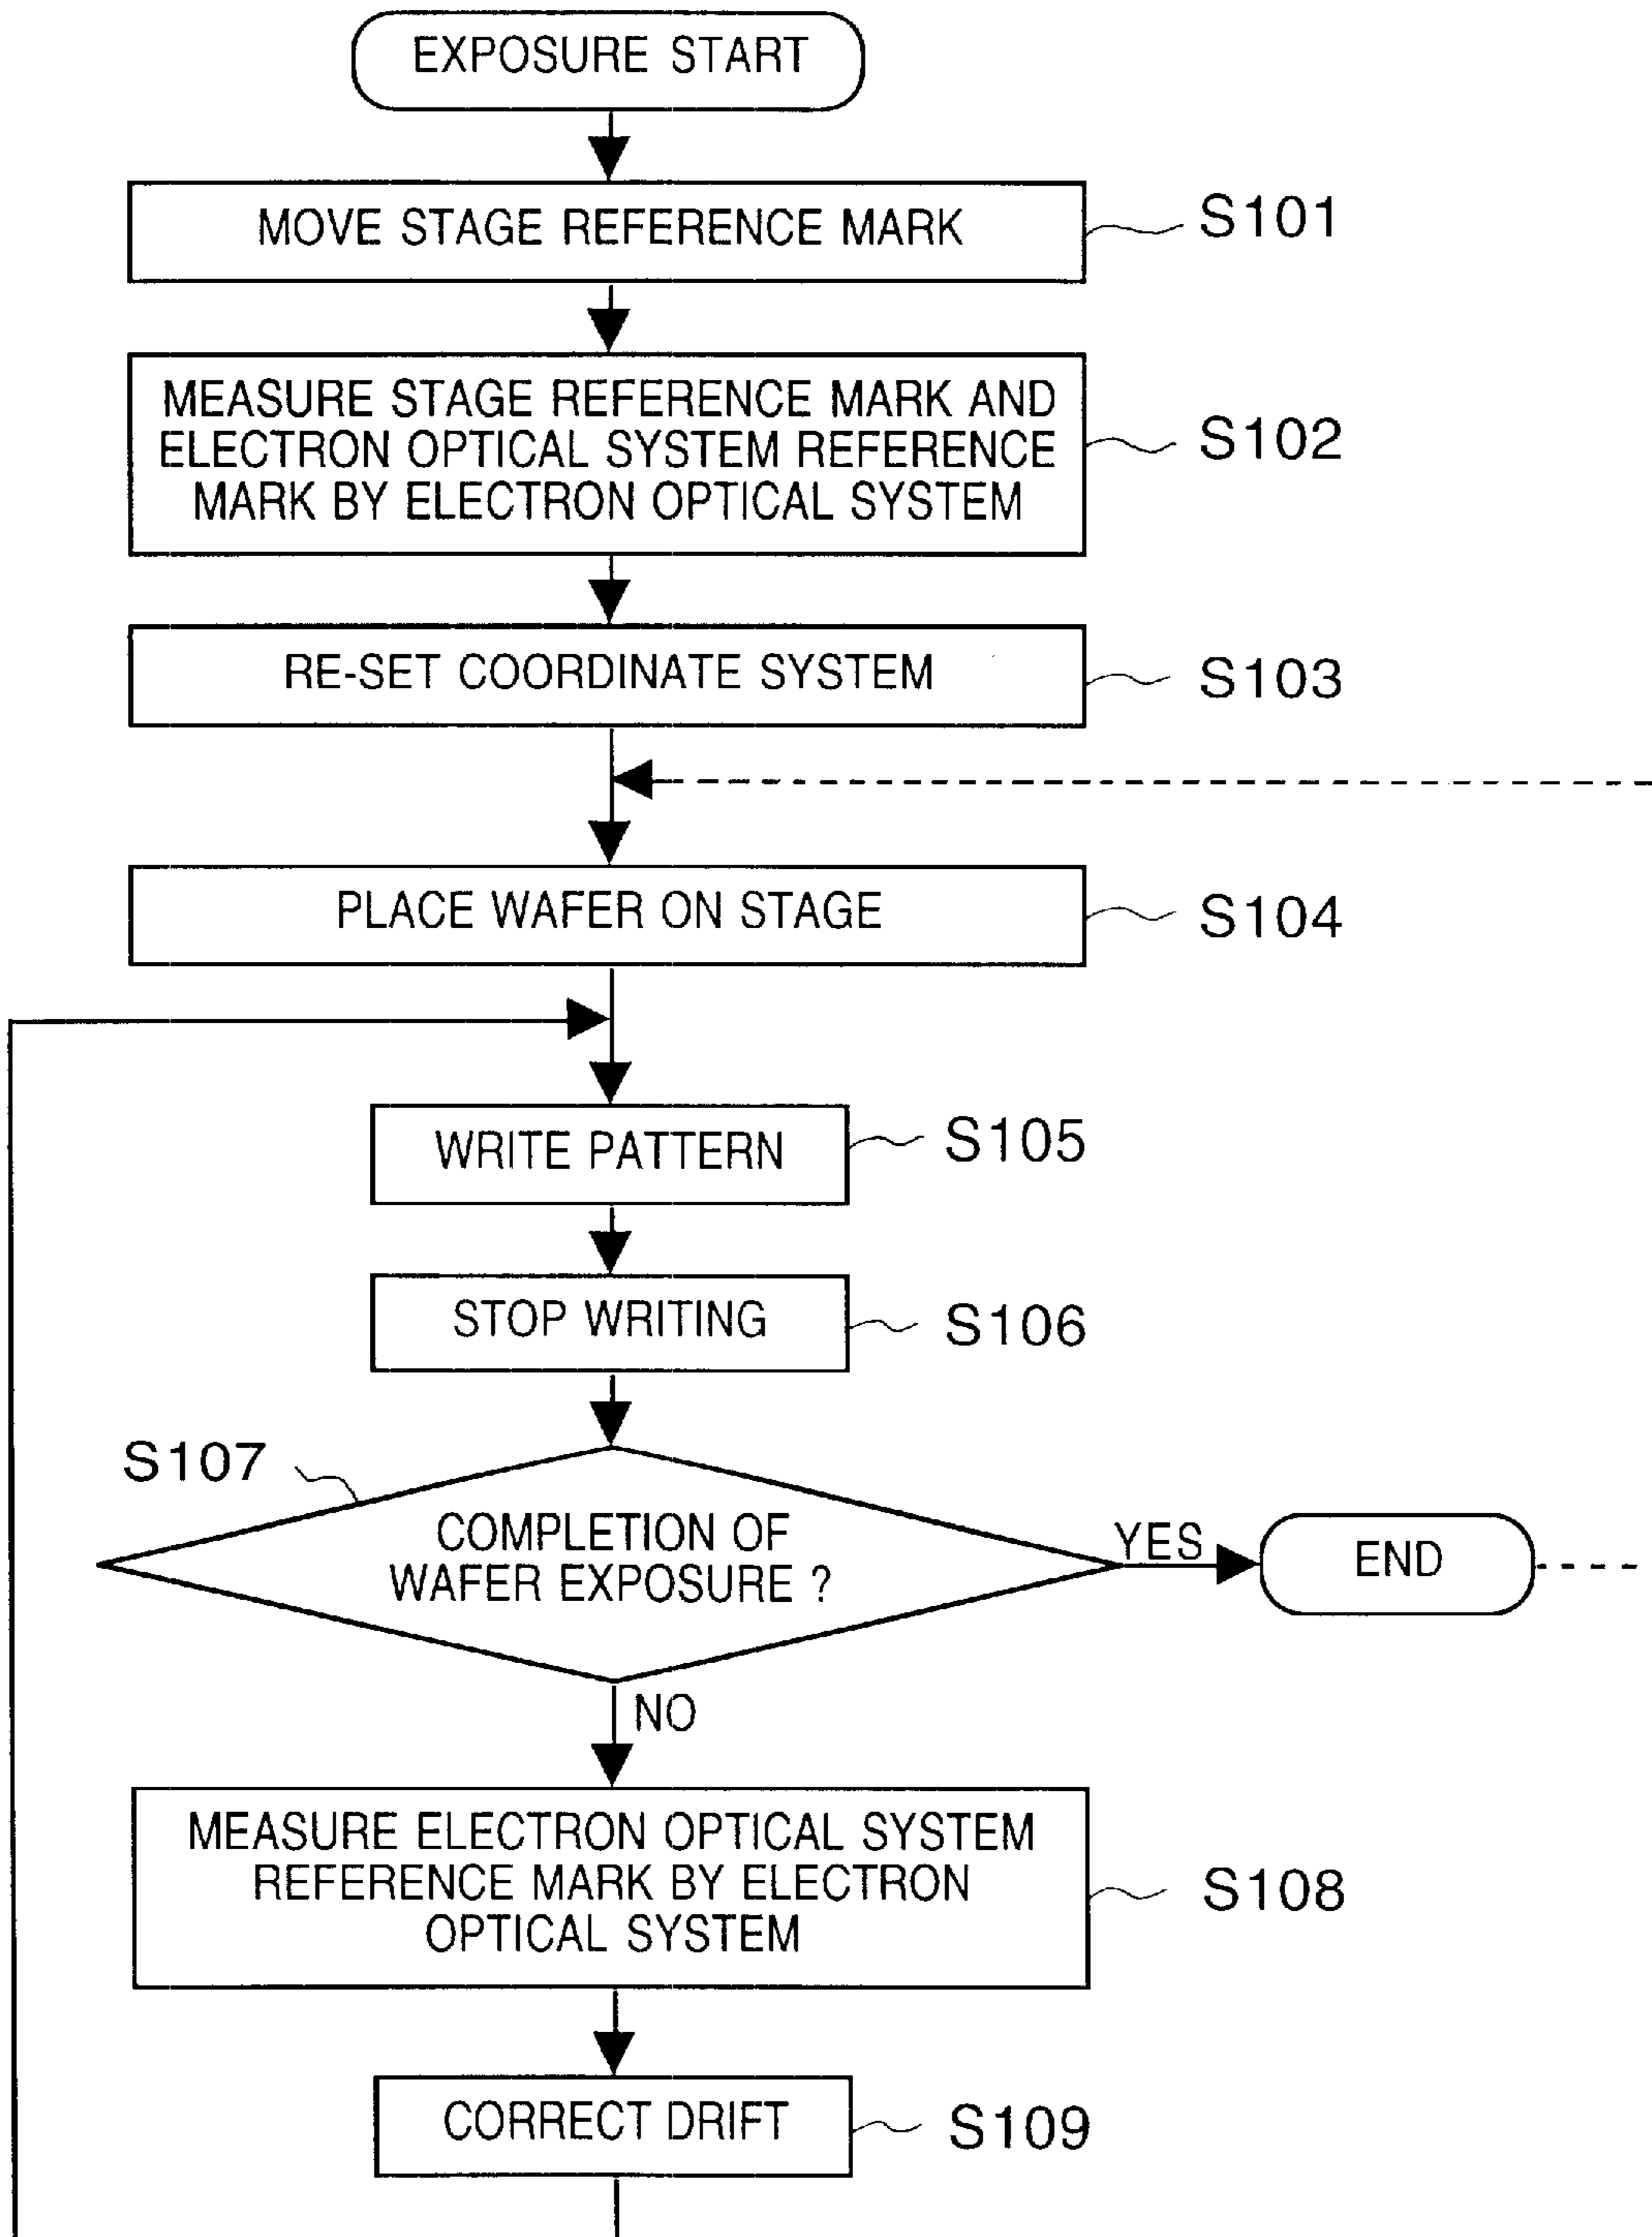 EXPOSURE START
MOVE STAGE REFERENCE MARK
S101
MEASURE STAGE REFERENCE MARK AND
ELECTRON OPTICAL SYSTEM REFERENCE
MARK BY ELECTRON OPTICAL SYSTEM
S102
RE-SET COORDINATE SYSTEM
S103
PLACE WAFER ON STAGE
S104
WRITE PATTERN
S105
STOP WRITING
S106
S107
COMPLETION OF
WAFER EXPOSURE ?
YES
END
NO
MEASURE ELECTRON OPTICAL SYSTEM
REFERENCE MARK BY ELECTRON
OPTICAL SYSTEM
S108
CORRECT DRIFT
S109